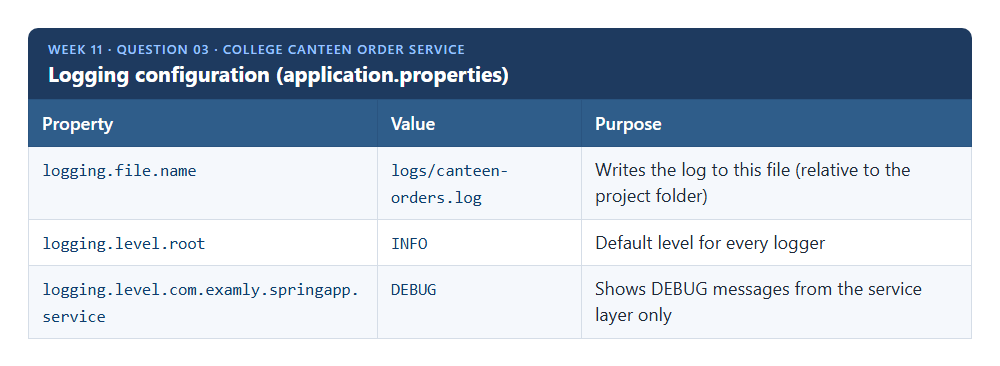 WEEK 11 · QUESTION 03 · COLLEGE CANTEEN ORDER SERVICE
Logging configuration (application.properties)
Property Value Purpose
logging.file.name logs/canteen- Writes the log to this file (relative to the
orders.log project folder)
logging.level.root INFO Default level for every logger
logging.level.com.examly.springapp. DEBUG Shows DEBUG messages from the service
service layer only